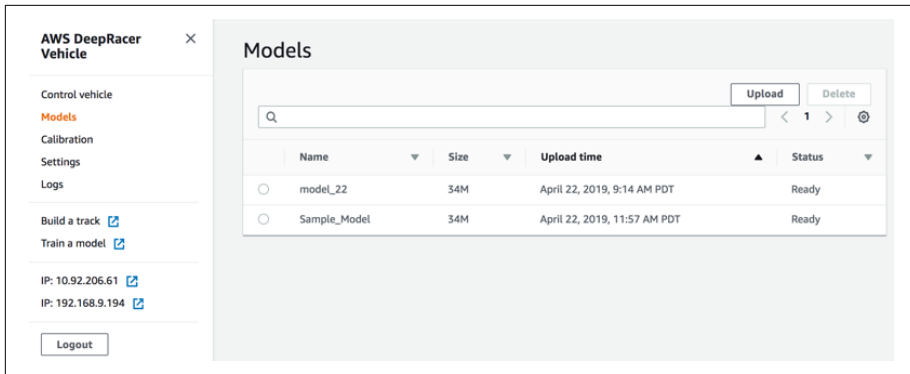 AWS DeepRacer
Vehicle
Control vehicle
Models
Calibration
Settings
Logs
Build a track
Train a model
IP: 10.92.206.61
IP: 192.168.9.194
Logout
Models
Upload Delete
1
Name Size Upload time Status
model_22 34M April 22, 2019, 9:14 AM PDT Ready
Sample_Model 34M April 22, 2019, 11:57 AM PDT Ready